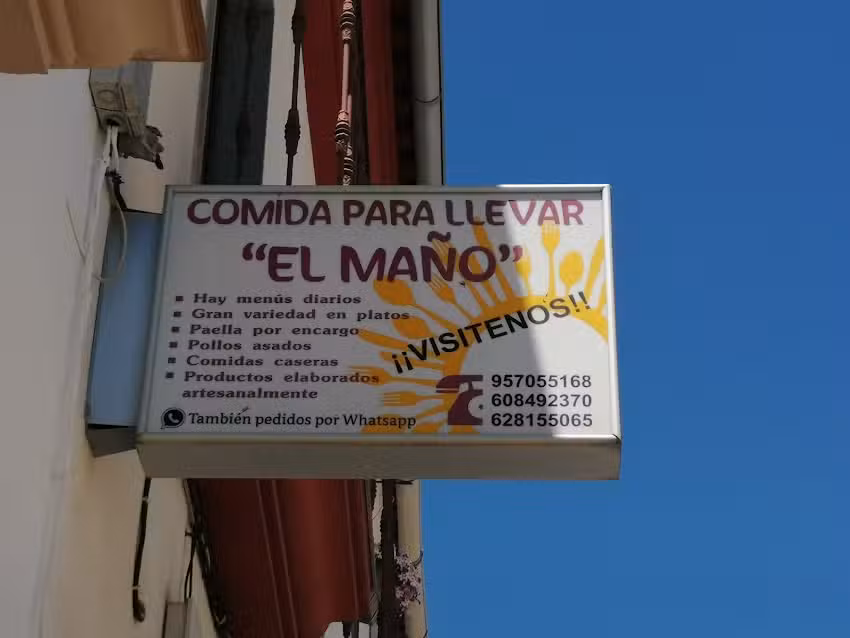 COMIDA PARA LLEVAR
“EL MAÑO”
▪ Hay menús diarios
▪ Gran variedad en platos
▪ Paella por encargo
▪ Pollos asados
▪ Comidas caseras
▪ Productos elaborados
artesanalmente
También pedidos por Whatsapp
¡¡VISITENOS!!
957055168
608492370
628155065